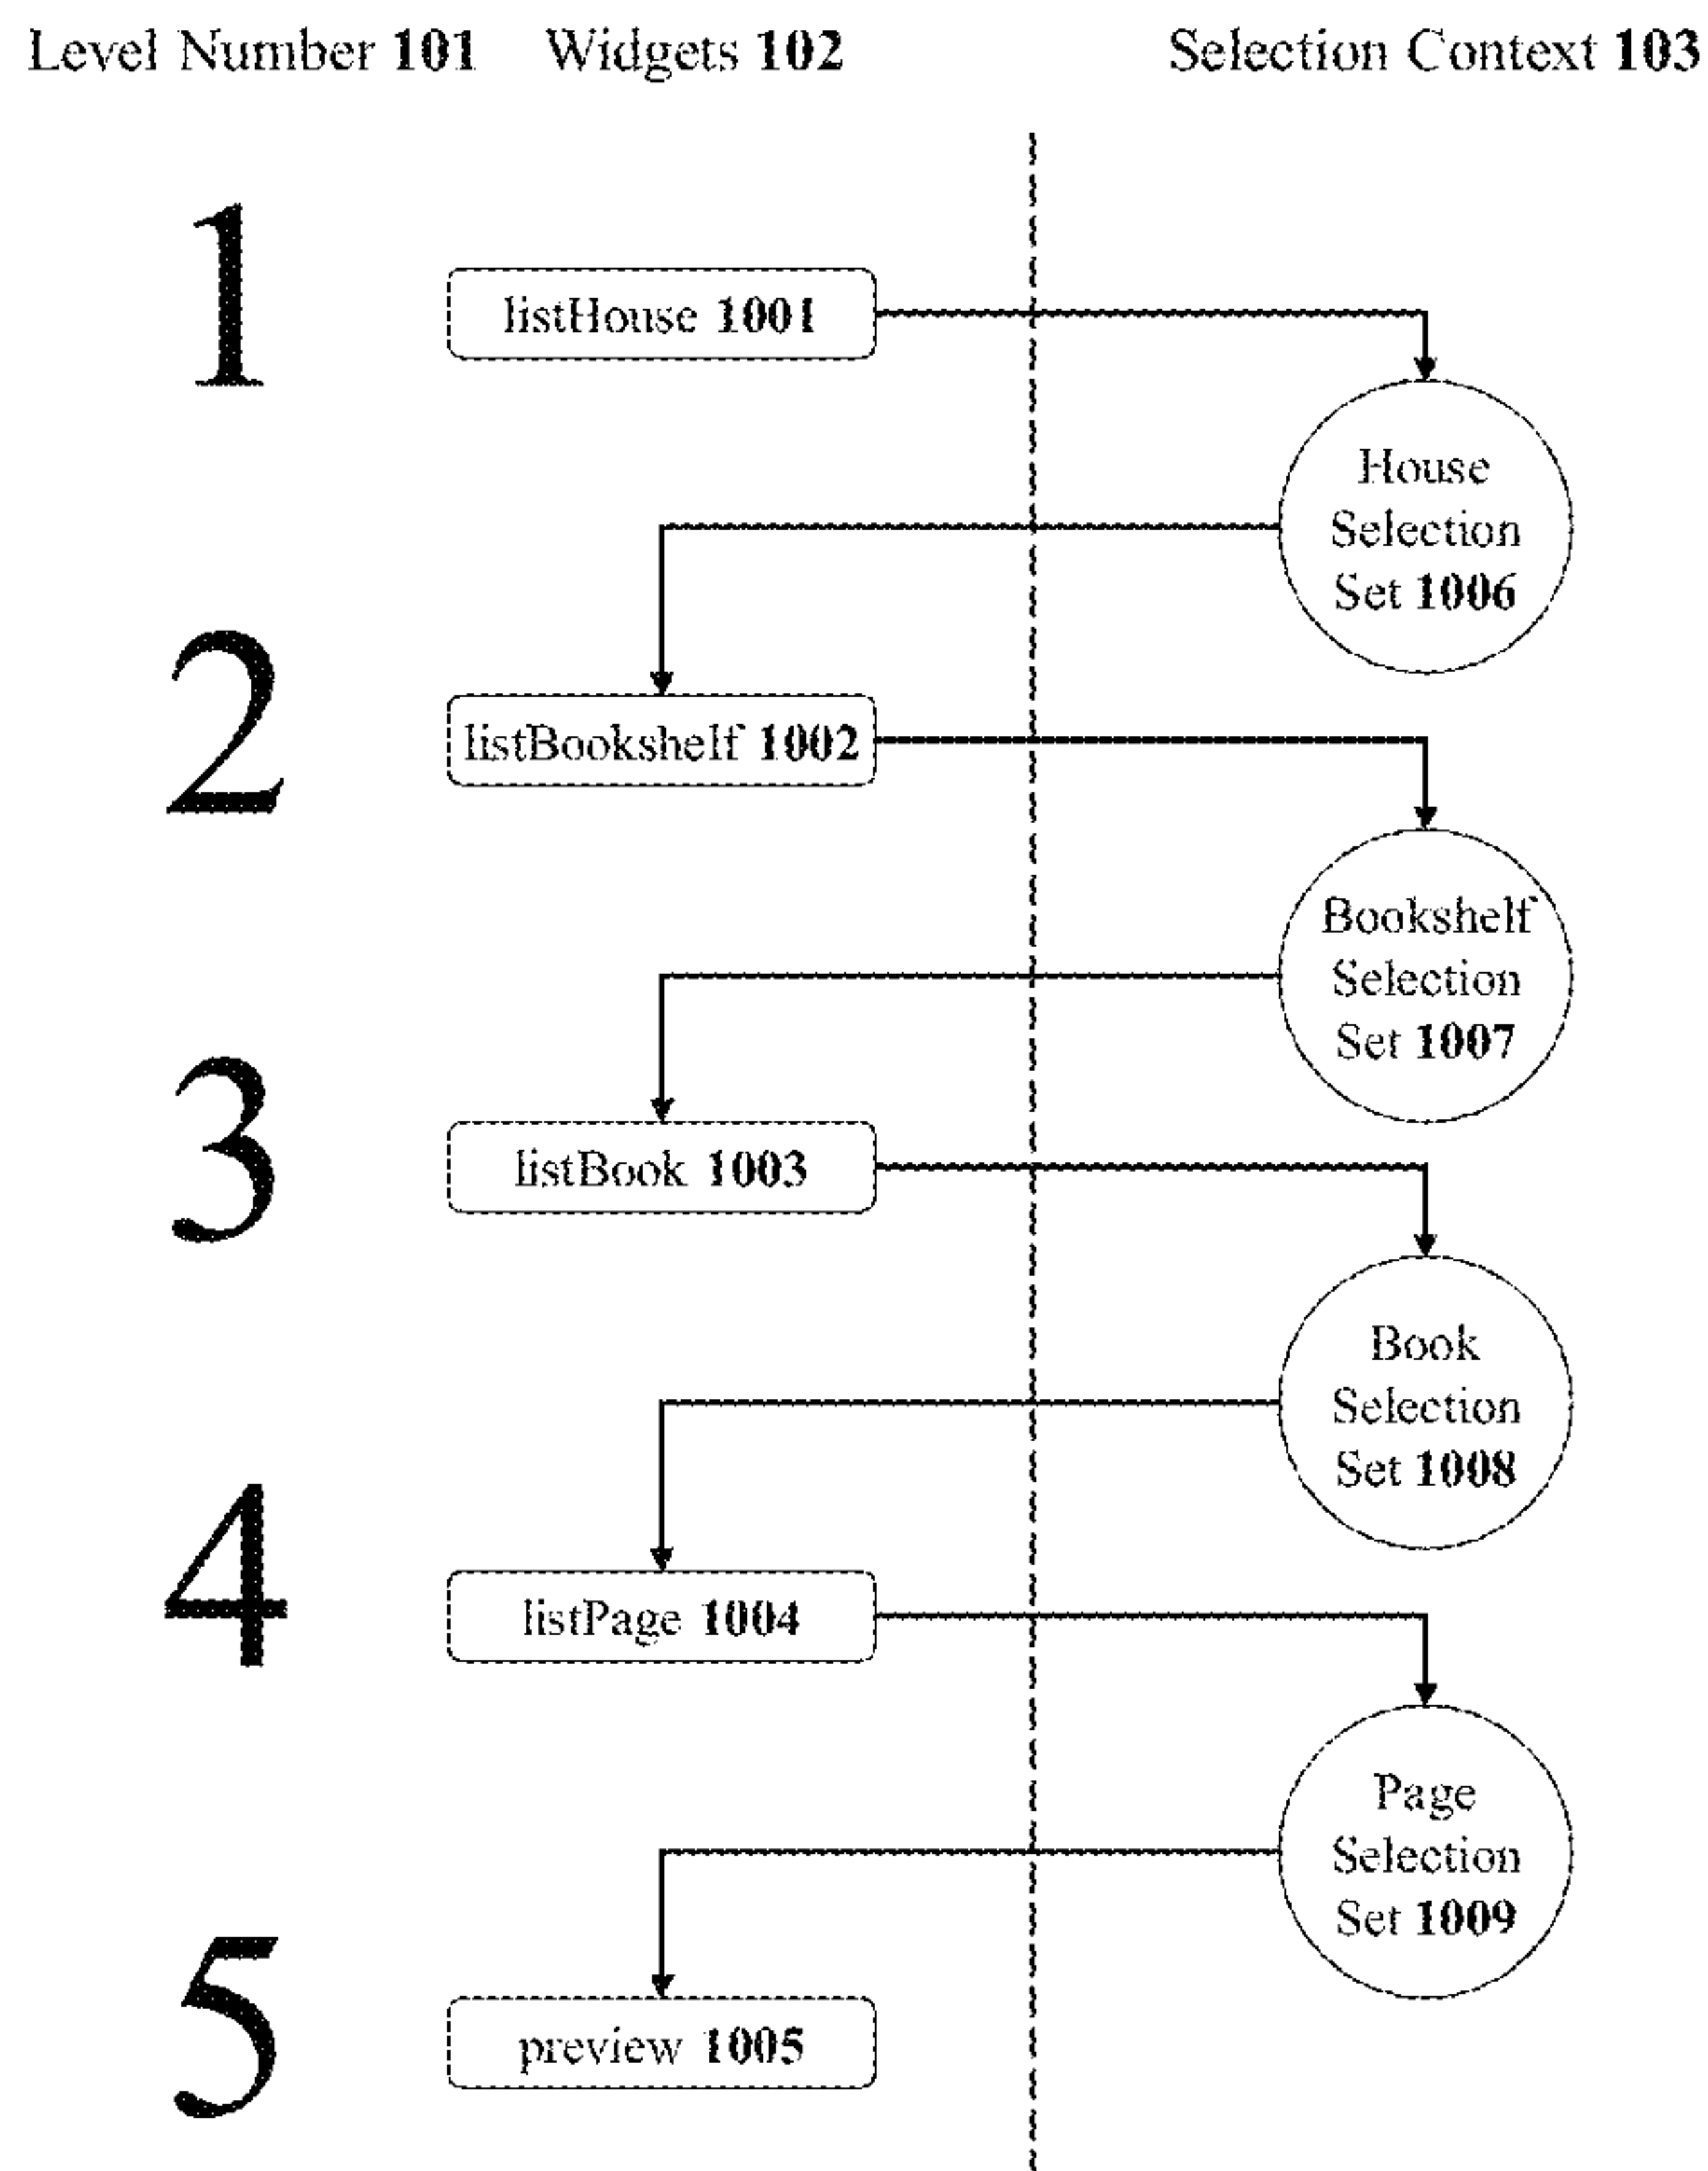 Level Number 101 Widgets 102 Selection Context 103
1
listHouse 1001
House
Selection
Set 1006
2
listBookshelf 1002
Bookshelf
Selection
Set 1007
3
listBook 1003
Book
Selection
Set 1008
4
listPage 1004
Page
Selection
Set 1009
5
preview 1005